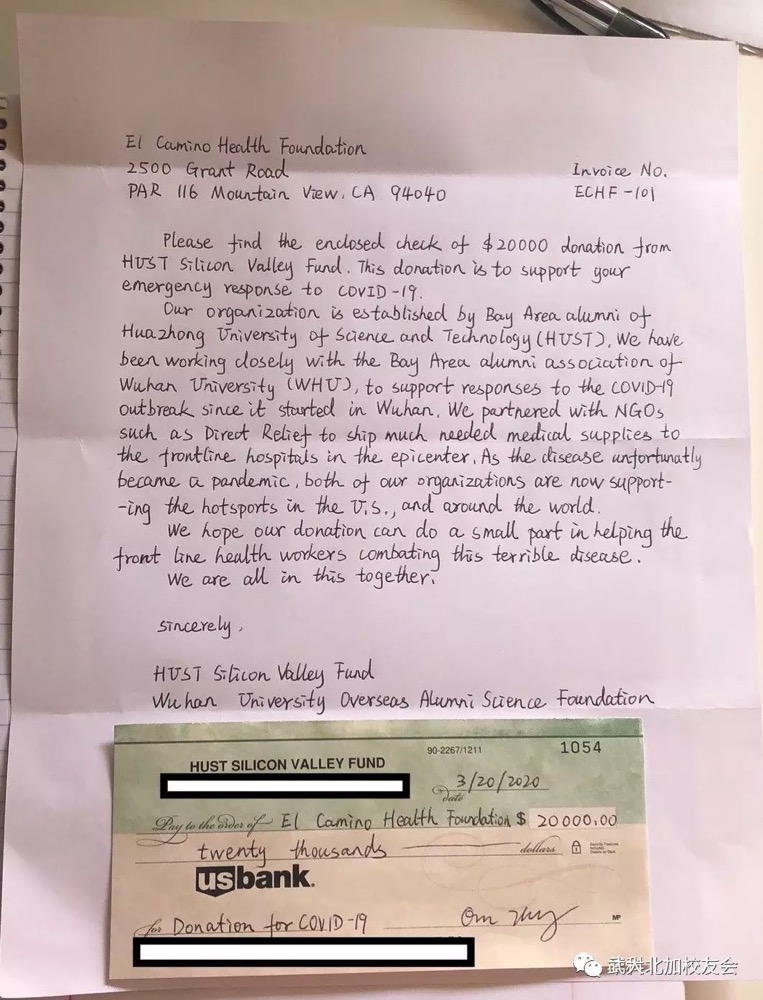 El Camino Health Foundation
2500 Grant Road
Invoice No.
PAR 116 Mountain View, CA 94040
ECHF-101
Please find the enclosed check of $20000 donation from
HUST Silicon Valley Fund. This donation is to support your
emergency response to COVID-19.
Our organization is established by Bay Area alumni of
Huazhong University of Science and Technology (HUST). We have
been working closely with the Bay Area alumni association of
Wuhan University (WHU), to support responses to the COVID-19
outbreak since it started in Wuhan. We partnered with NGOs
such as Direct Relief to ship much needed medical supplies to
the frontline hospitals in the epicenter. As the disease unfortunatly
became a pandemic, both of our organizations are now support-
-ing the hotsports in the U.S., and around the world.
We hope our donation can do a small part in helping the
front line health workers combating this terrible disease.
We are all in this together.
sincerely,
HUST Silicon Valley Fund
Wuhan University Overseas Alumni Science Foundation
HUST SILICON VALLEY FUND
90-2267/1211
1054
3/20/2020
date
Pay to the order of El Camino Health Foundation $ 20000.00
twenty thousands dollars
usbank.
for Donation for COVID-19
MP
武大北加校友会